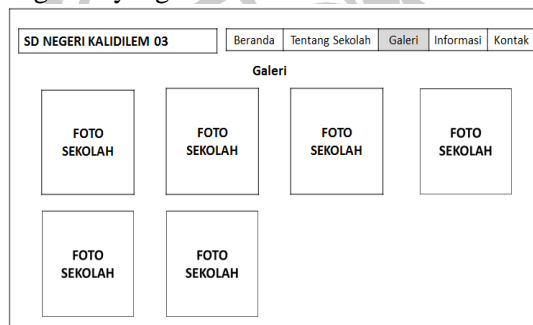 SD NEGERI KALIDILEM 03
Beranda Tentang Sekolah Galeri Informasi Kontak
Galeri
FOTO
SEKOLAH
FOTO
SEKOLAH
FOTO
SEKOLAH
FOTO
SEKOLAH
FOTO
SEKOLAH
FOTO
SEKOLAH